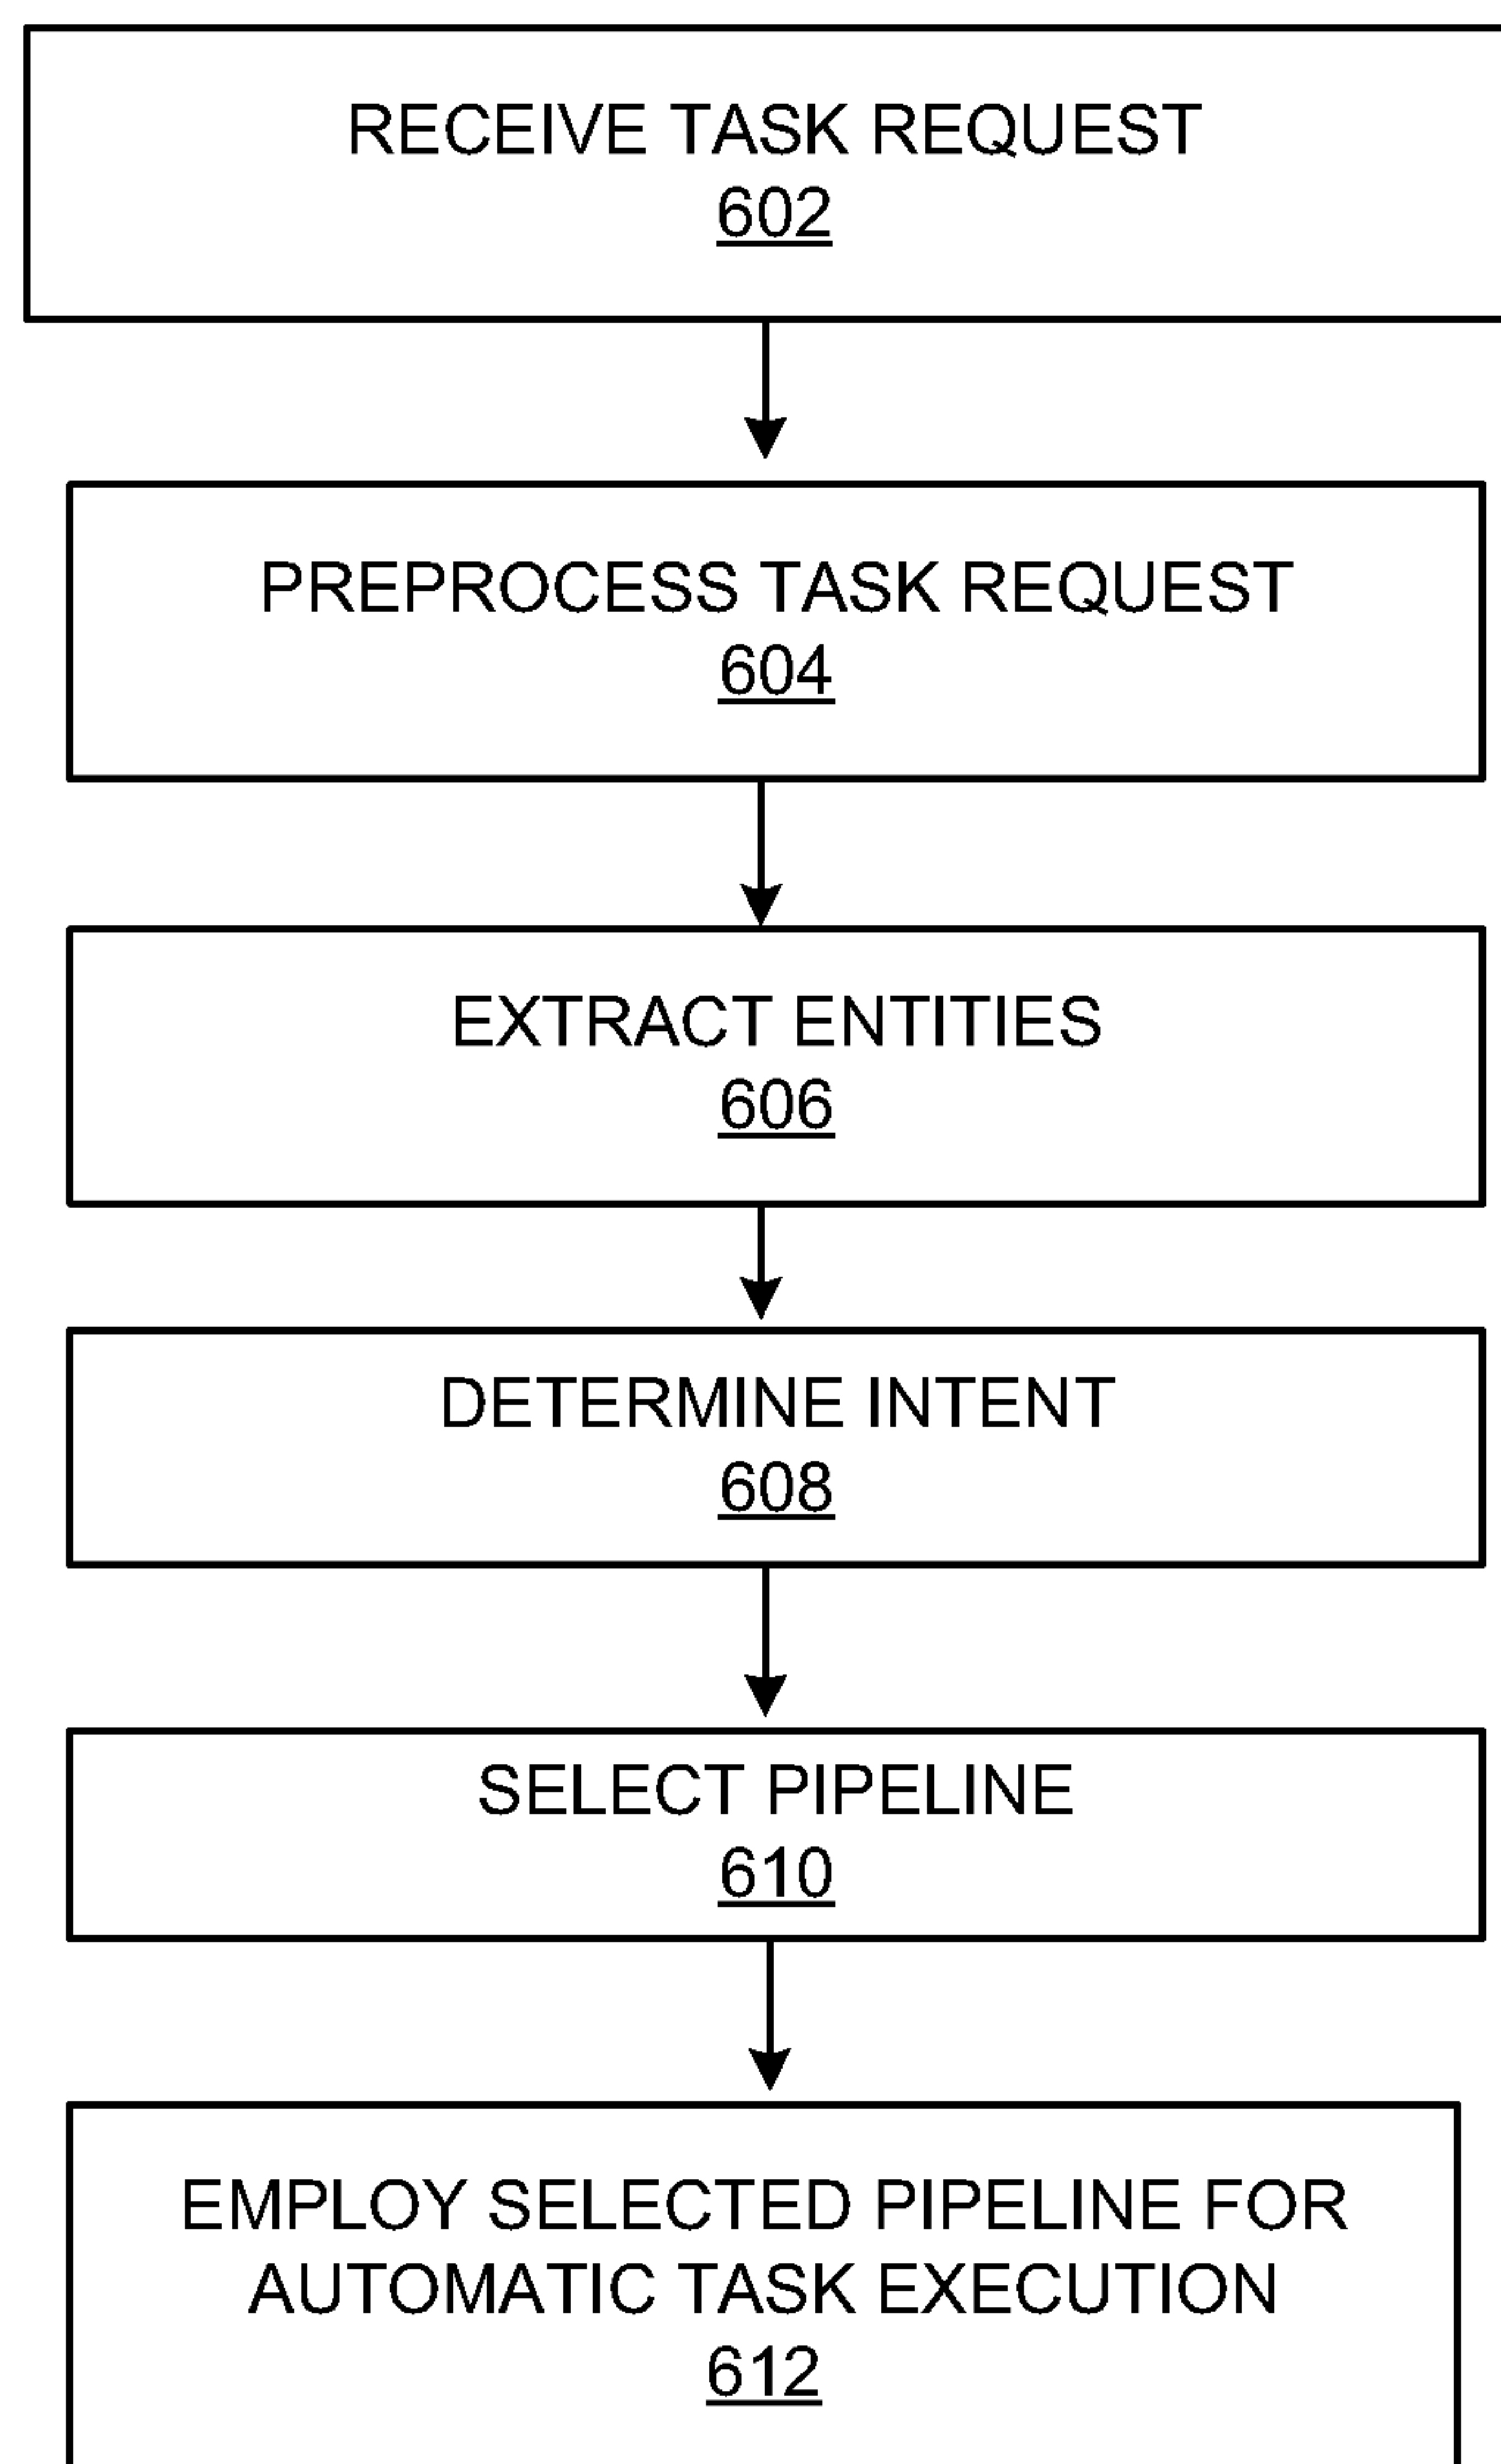 RECEIVE TASK REQUEST
602
PREPROCESS TASK REQUEST
604
EXTRACT ENTITIES
606
DETERMINE INTENT
608
SELECT PIPELINE
610
EMPLOY SELECTED PIPELINE FOR
AUTOMATIC TASK EXECUTION
612